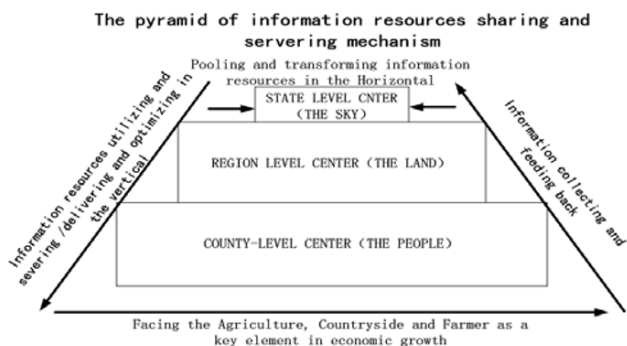 The pyramid of information resources sharing and
servering mechanism
Pooling and transforming information
resources in the Horizontal
STATE LEVEL CNTER
(THE SKY)
REGION LEVEL CENTER (THE LAND)
COUNTY-LEVEL CENTER (THE PEOPLE)
Information resources utilizing and
severing /delivering and optimizing in
the vertical
Information collecting and
feeding back
Facing the Agriculture, Countryside and Farmer as a
key element in economic growth